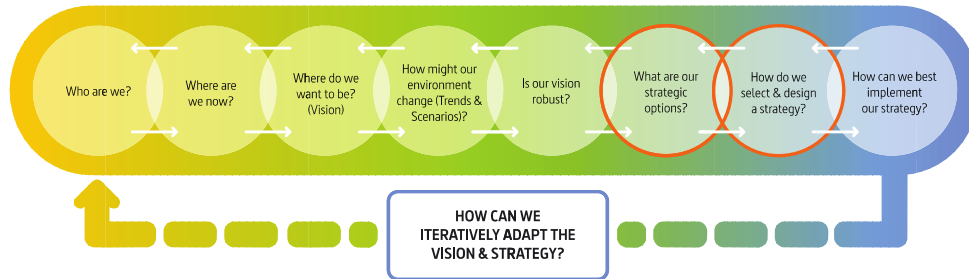 Who are we?
Where are
we now?
Where do we
want to be?
(Vision)
How might our
environment
change (Trends &
Scenarios)?
Is our vision
robust?
What are our
strategic
options?
How do we
select & design
a strategy?
How can we best
implement
our strategy?
HOW CAN WE
ITERATIVELY ADAPT THE
VISION & STRATEGY?